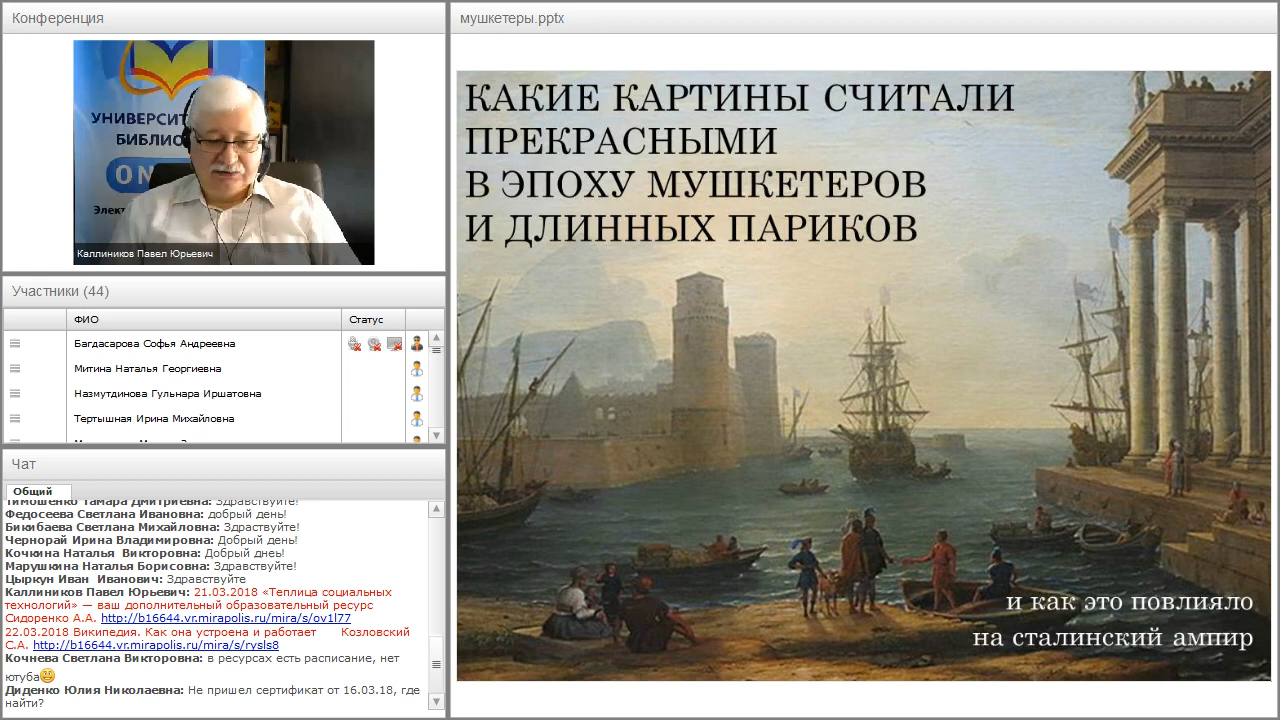 Конференция
УНИВЕРСИТ
БИБЛИО
ON
Элект
Каллиников Павел Юрьевич
Участники (44)
ФИО
Статус
Багдасарова Софья Андреевна
Митина Наталья Георгиевна
Назмутдинова Гульнара Иршатовна
Тертышная Ирина Михайловна
Чат
Общий
Тимошенко Тамара Дмитриевна: Здравствуйте!
Федосеева Светлана Ивановна: добрый день!
Бикибаева Светлана Михайловна: Здраствуйте!
Чернорай Ирина Владимировна: Добрый день!
Кочкина Наталья Викторовна: Добрый днеь!
Марушкина Наталья Борисовна: Здравствуйте!
Цыркун Иван Иванович: Здравствуйте
Каллиников Павел Юрьевич: 21.03.2018 «Теплица социальных
технологий» — ваш дополнительный образовательный ресурс
Сидоренко А.А. http://b16644.vr.mirapolis.ru/mira/s/ov1l77
22.03.2018 Википедия. Как она устроена и работает Козловский
С.А. http://b16644.vr.mirapolis.ru/mira/s/rysls8
Кочнева Светлана Викторовна: в ресурсах есть расписание, нет
ютуба
Диденко Юлия Николаевна: Не пришел сертификат от 16.03.18, где
найти?
мушкетеры.pptx
КАКИЕ КАРТИНЫ СЧИТАЛИ
ПРЕКРАСНЫМИ
В ЭПОХУ МУШКЕТЕРОВ
И ДЛИННЫХ ПАРИКОВ
и как это повлияло
на сталинский ампир